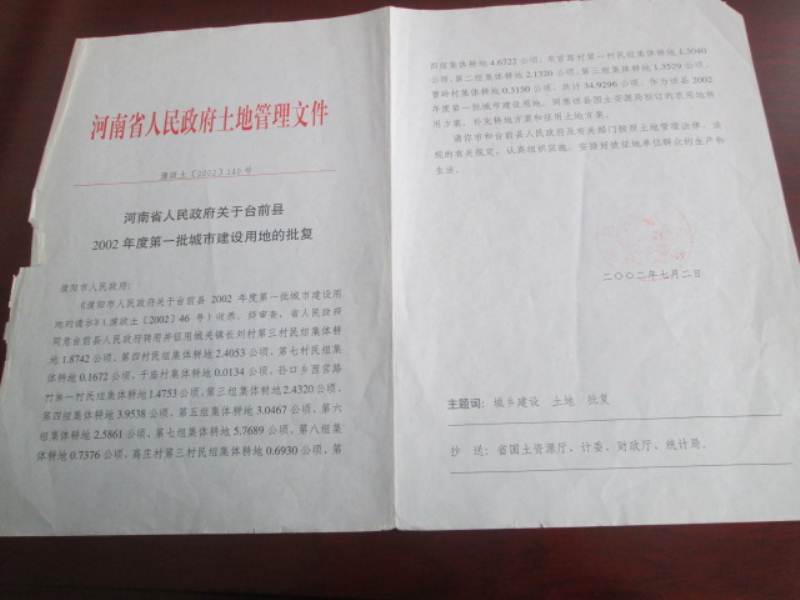 河南省人民政府土地管理文件
豫政土〔2002〕140号
河南省人民政府关于台前县
2002年度第一批城市建设用地的批复
濮阳市人民政府:
《濮阳市人民政府关于台前县2002年度第一批城市建设用
地的请示》(濮政土〔2002〕46号)收悉。经审查,省人民政府
同意台前县人民政府转用并征用城关镇长刘村第三村民组集体耕
地1.8742公顷,第四村民组集体耕地2.4053公顷,第七村民组集
体耕地0.1672公顷,于庙村集体耕地0.0134公顷,孙口乡西宫路
村第一村民组集体耕地1.4753公顷,第三组集体耕地2.4320公顷,
第四组集体耕地3.9538公顷,第五组集体耕地3.0467公顷,第六
组集体耕地2.5861公顷,第七组集体耕地5.7689公顷,第八组集
体耕地0.7376公顷,高庄村第三村民组集体耕地0.6930公顷,第
四组集体耕地4.6722公顷,东宫路村第一村民组集体耕地1.3040
公顷,第二组集体耕地2.1320公顷,第三组集体耕地1.3529公顷,
曹岭村集体耕地0.3150公顷,共计34.9296公顷,作为该县2002
年度第一批城市建设用地。同意该县国土资源局拟订的农用地转
用方案、补充耕地方案和征用土地方案。
请你市和台前县人民政府及有关部门按照土地管理法律、法
规的有关规定,认真组织实施,安排好被征地单位群众的生产和
生活。
二〇〇二年七月二日
主题词:城乡建设 土地 批复
抄 送:省国土资源厅、计委、财政厅、统计局。